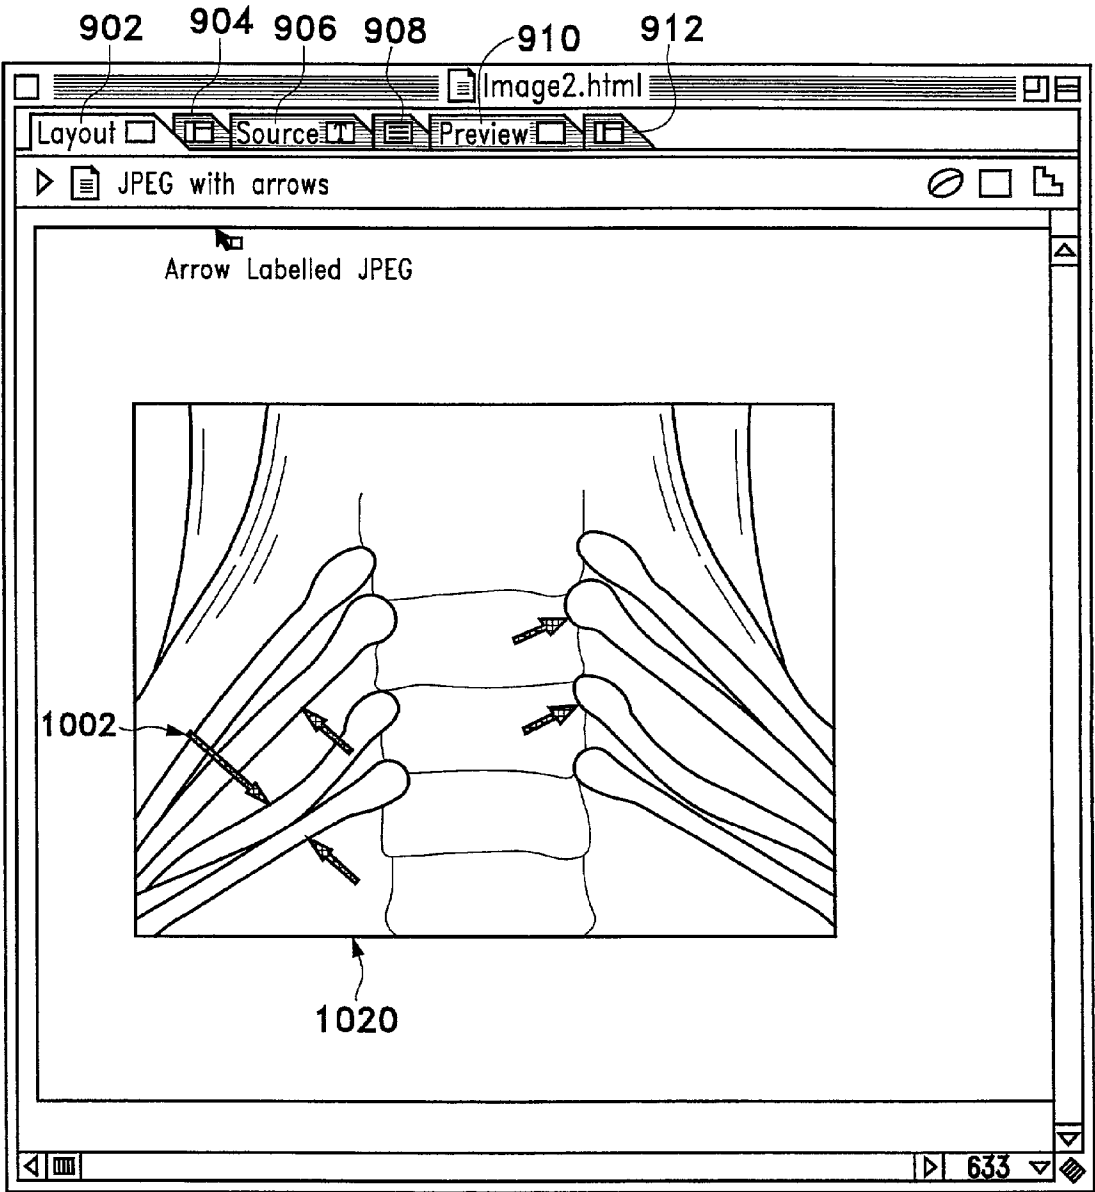 902 904 906 908 910 912
Image2.html
Layout Source T Preview
JPEG with arrows
Arrow Labelled JPEG
1002
1020
633